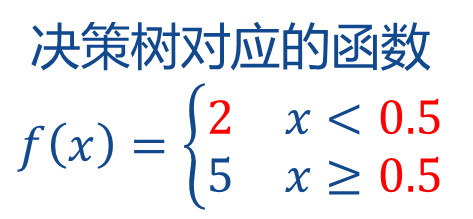 决策树对应的函数
f(x) = { 2 x < 0.5
5 x ≥ 0.5